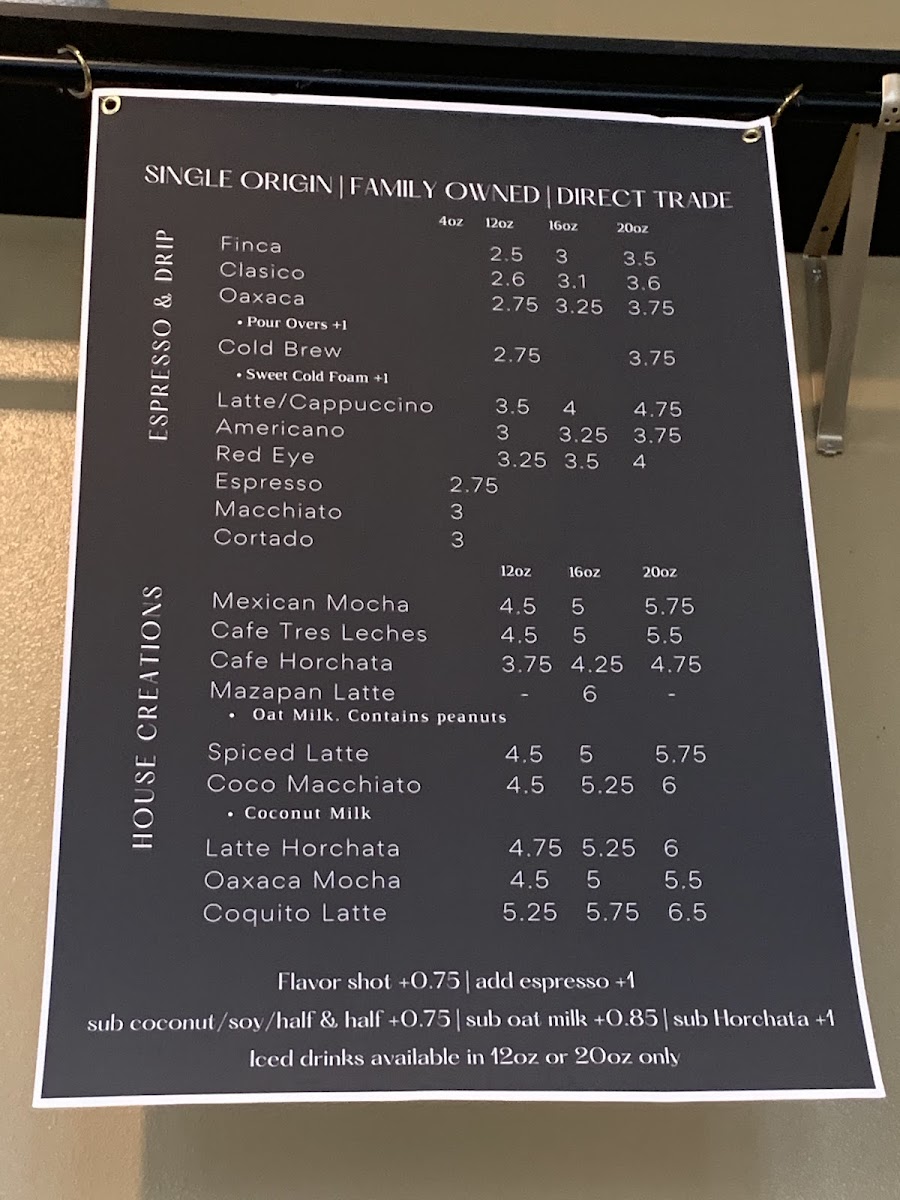 SINGLE ORIGIN | FAMILY OWNED | DIRECT TRADE
ESPRESSO & DRIP
4oz 12oz 16oz 20oz
Finca 2.5 3 3.5
Clasico 2.6 3.1 3.6
Oaxaca 2.75 3.25 3.75
• Pour Overs +1
Cold Brew 2.75 3.75
• Sweet Cold Foam +1
Latte/Cappuccino 3.5 4 4.75
Americano 3 3.25 3.75
Red Eye 3.25 3.5 4
Espresso 2.75
Macchiato 3
Cortado 3
HOUSE CREATIONS
12oz 16oz 20oz
Mexican Mocha 4.5 5 5.75
Cafe Tres Leches 4.5 5 5.5
Cafe Horchata 3.75 4.25 4.75
Mazapan Latte - 6 -
• Oat Milk. Contains peanuts
Spiced Latte 4.5 5 5.75
Coco Macchiato 4.5 5.25 6
• Coconut Milk
Latte Horchata 4.75 5.25 6
Oaxaca Mocha 4.5 5 5.5
Coquito Latte 5.25 5.75 6.5
Flavor shot +0.75 | add espresso +1
sub coconut/soy/half & half +0.75 | sub oat milk +0.85 | sub Horchata +1
Iced drinks available in 12oz or 20oz only